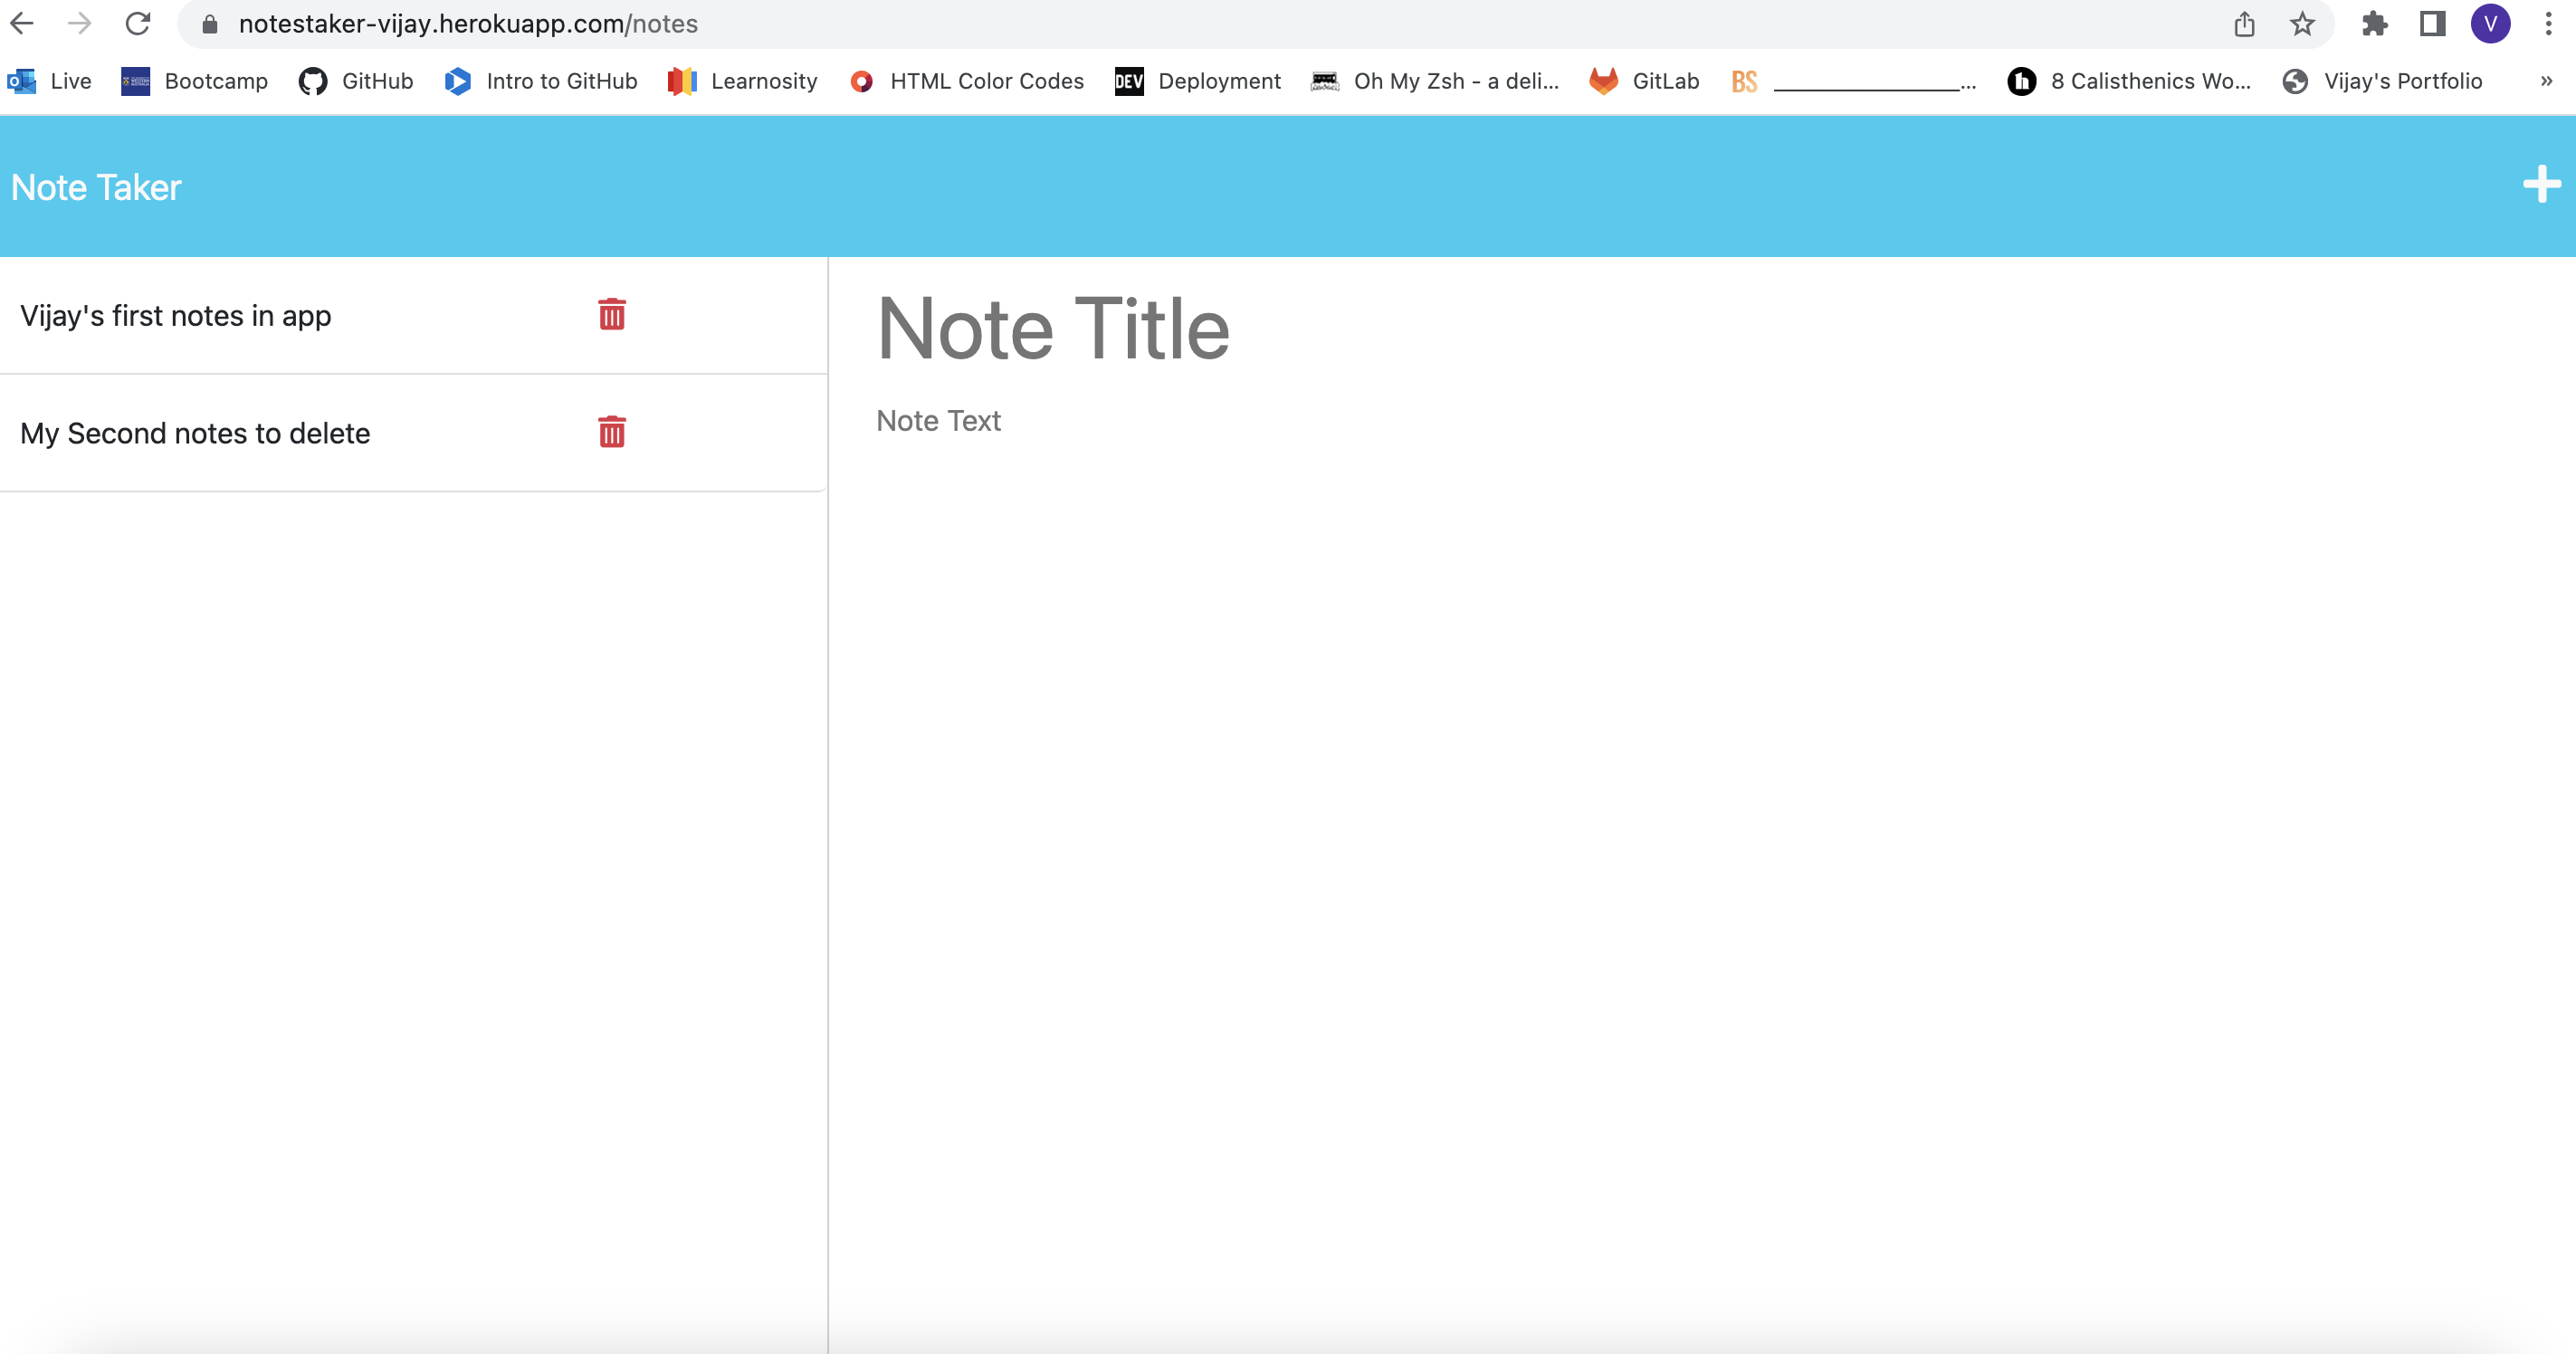 notestaker-vijay.herokuapp.com/notes
V
Live Bootcamp GitHub Intro to GitHub Learnosity HTML Color Codes DEV Deployment Oh My Zsh - a deli... GitLab BS ________________... 8 Calisthenics Wo... Vijay's Portfolio »
Note Taker
Vijay's first notes in app
My Second notes to delete
Note Title
Note Text